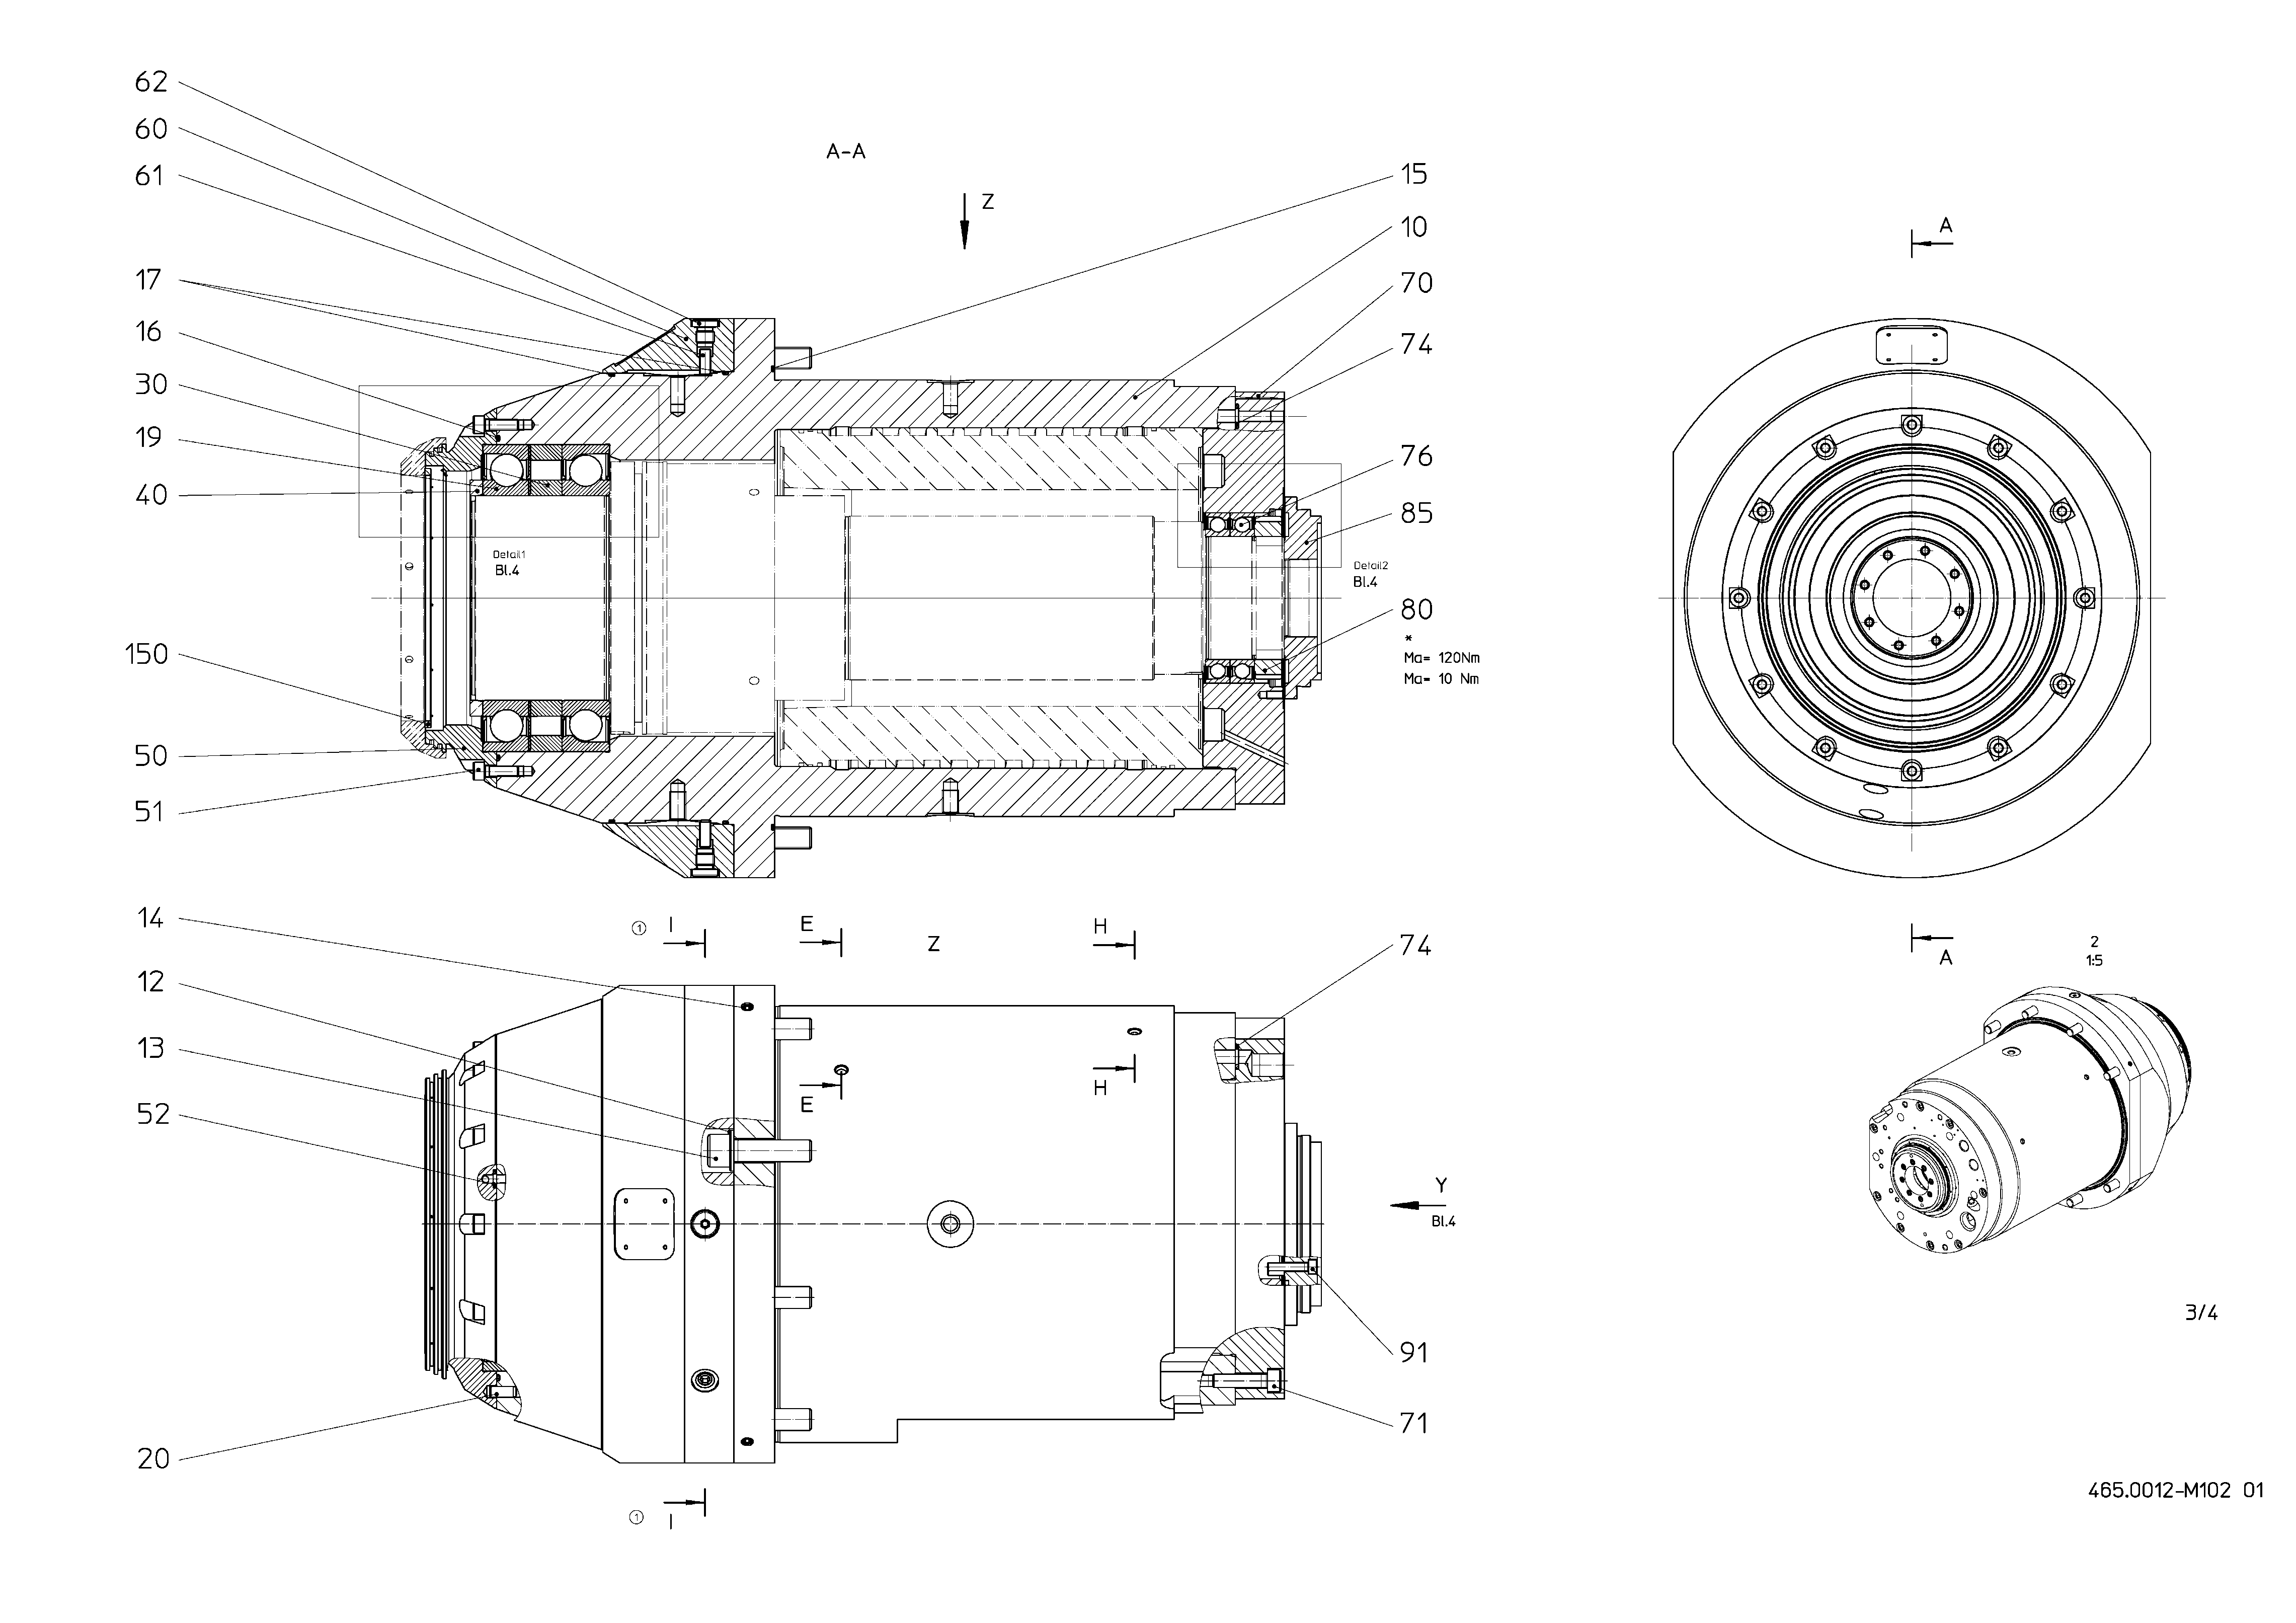 62
60
61
17
16
30
19
40
150
50
51
A-A
Z
15
10
70
74
76
85
80
*
Ma= 120Nm
Ma= 10 Nm
Detail1
Bl.4
Detail2
Bl.4
A
A
14
12
13
52
20
1
I
E
Z
H
E
H
74
Y
Bl.4
91
71
1
I
2
1:5
3/4
465.0012-M102 01